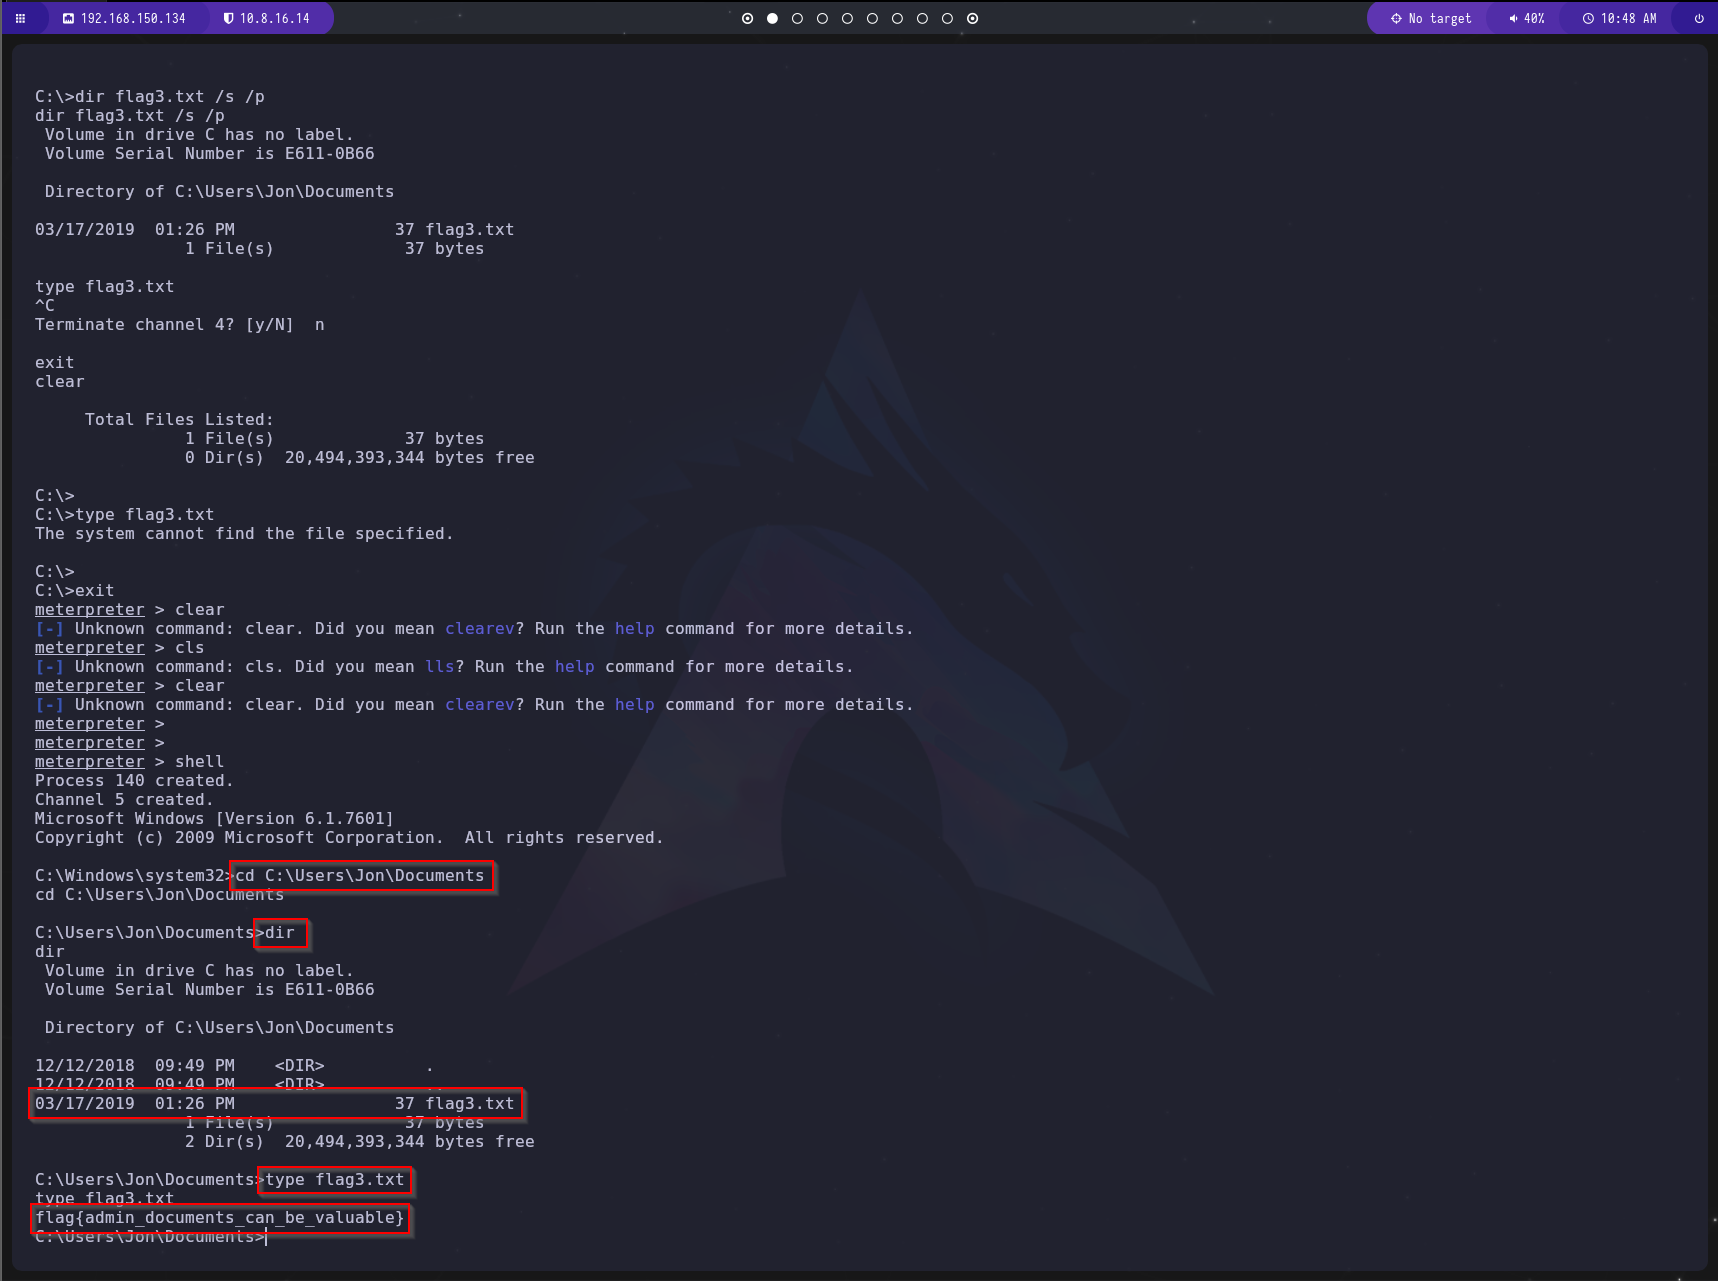 192.168.150.134 10.8.16.14 No target 40% 10:48 AM
C:\>dir flag3.txt /s /p
dir flag3.txt /s /p
 Volume in drive C has no label.
 Volume Serial Number is E611-0B66
 Directory of C:\Users\Jon\Documents
03/17/2019  01:26 PM                37 flag3.txt
               1 File(s)             37 bytes
type flag3.txt
^C
Terminate channel 4? [y/N]  n
exit
clear
     Total Files Listed:
               1 File(s)             37 bytes
               0 Dir(s)  20,494,393,344 bytes free
C:\>
C:\>type flag3.txt
The system cannot find the file specified.
C:\>
C:\>exit
meterpreter > clear
[-] Unknown command: clear. Did you mean clearev? Run the help command for more details.
meterpreter > cls
[-] Unknown command: cls. Did you mean lls? Run the help command for more details.
meterpreter > clear
[-] Unknown command: clear. Did you mean clearev? Run the help command for more details.
meterpreter >
meterpreter >
meterpreter > shell
Process 140 created.
Channel 5 created.
Microsoft Windows [Version 6.1.7601]
Copyright (c) 2009 Microsoft Corporation.  All rights reserved.
C:\Windows\system32>cd C:\Users\Jon\Documents
cd C:\Users\Jon\Documents
C:\Users\Jon\Documents>dir
dir
 Volume in drive C has no label.
 Volume Serial Number is E611-0B66
 Directory of C:\Users\Jon\Documents
12/12/2018  09:49 PM    <DIR>          .
12/12/2018  09:49 PM    <DIR>          ..
03/17/2019  01:26 PM                37 flag3.txt
               1 File(s)             37 bytes
               2 Dir(s)  20,494,393,344 bytes free
C:\Users\Jon\Documents>type flag3.txt
type flag3.txt
flag{admin_documents_can_be_valuable}
C:\Users\Jon\Documents>